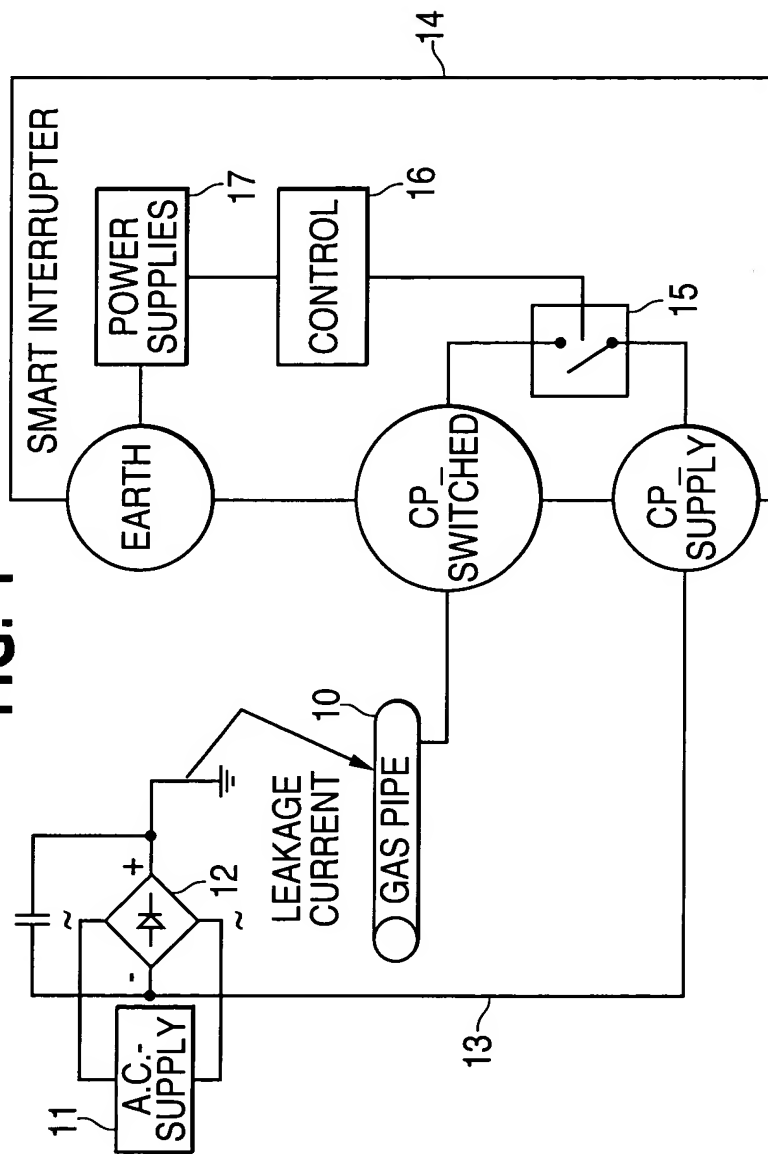 FIG.
11
A.C.-
SUPPLY
-
+
~
~
12
LEAKAGE
CURRENT
10
GAS PIPE
13
SMART INTERRUPTER
14
EARTH
POWER
SUPPLIES
17
CONTROL
16
CP_
SWITCHED
15
CP_
SUPPLY